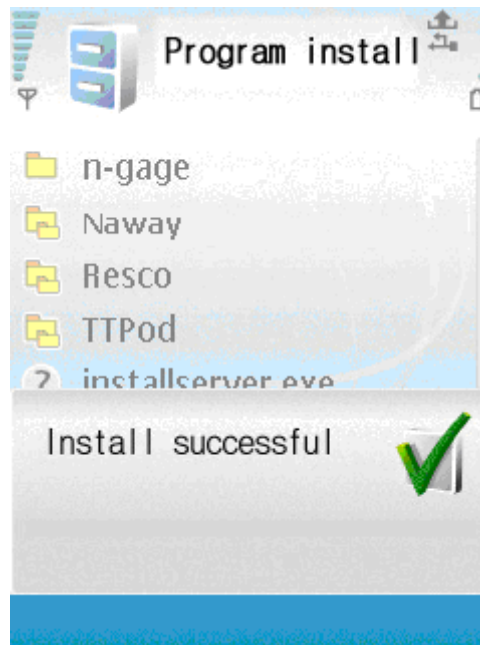 Program install
n-gage
Naway
Resco
TTPod
installserver.exe
Install successful